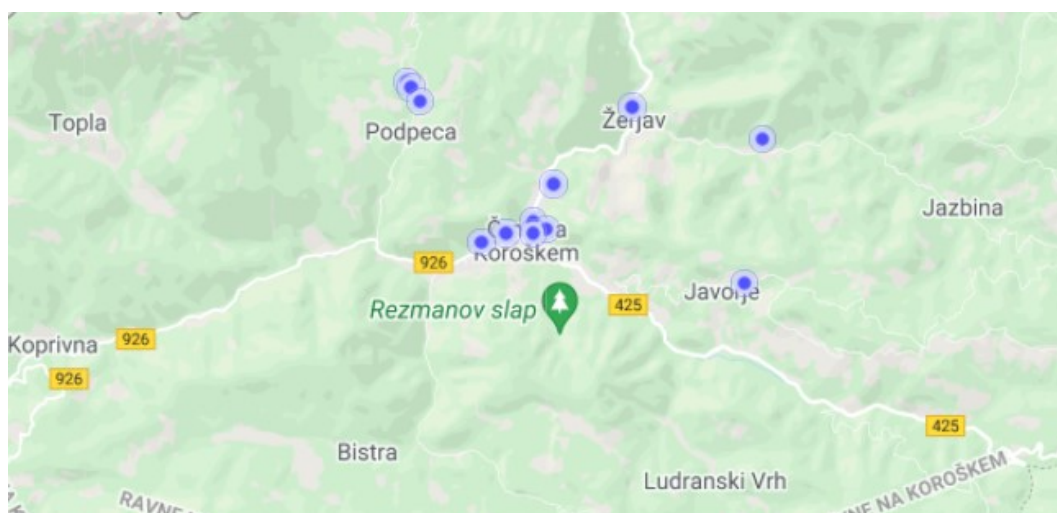 Topla
Podpeca
Žerjav
Jazbina
Koroškem
926
Javorje
Rezmanov slap
425
926
Koprivna
926
425
Bistra
Ludranski Vrh
NA KOROŠKEM
RAVNE